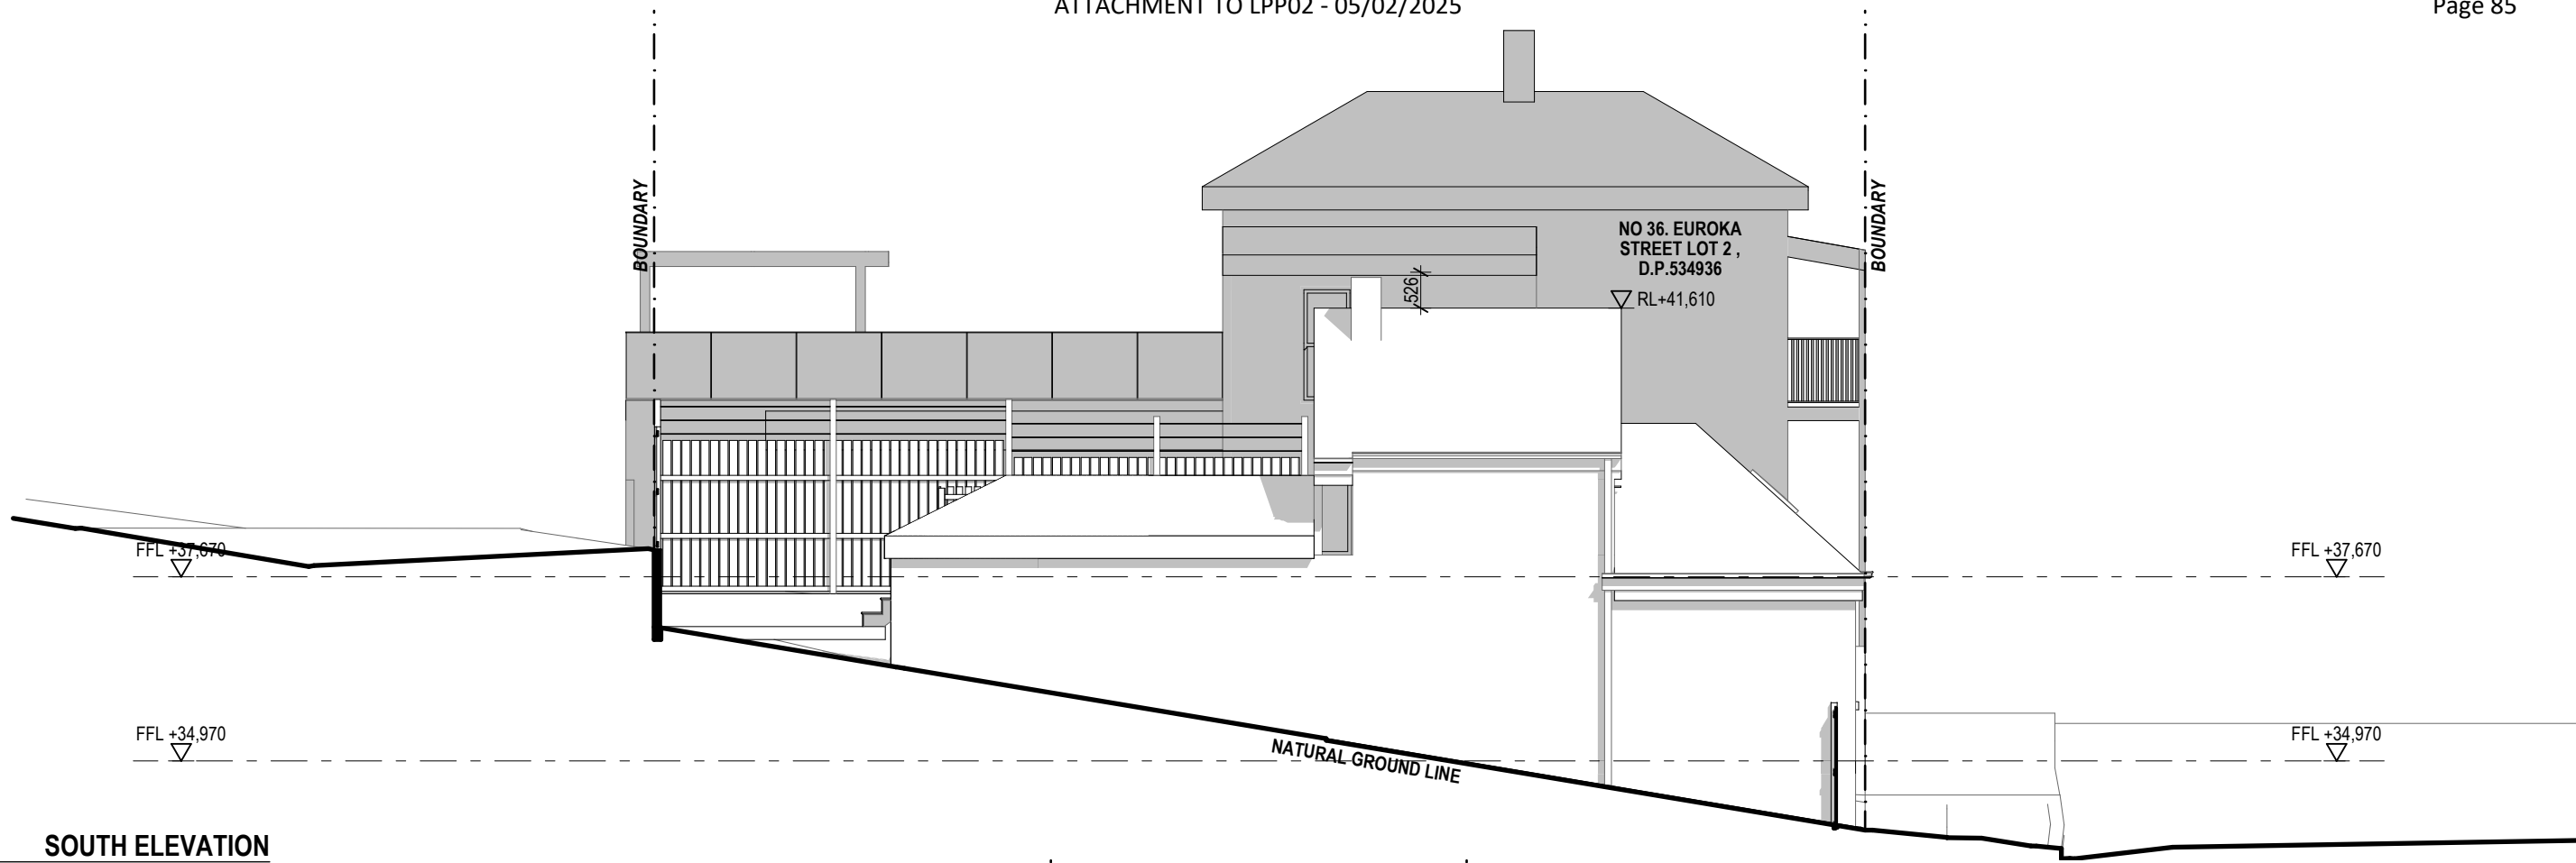 ATTACHMENT TO LPP02 - 05/02/2025
Page 85
BOUNDARY
BOUNDARY
NO 36. EUROKA
STREET LOT 2 ,
D.P.534936
526
RL+41,610
FFL +37,670
FFL +37,670
FFL +34,970
FFL +34,970
NATURAL GROUND LINE
SOUTH ELEVATION